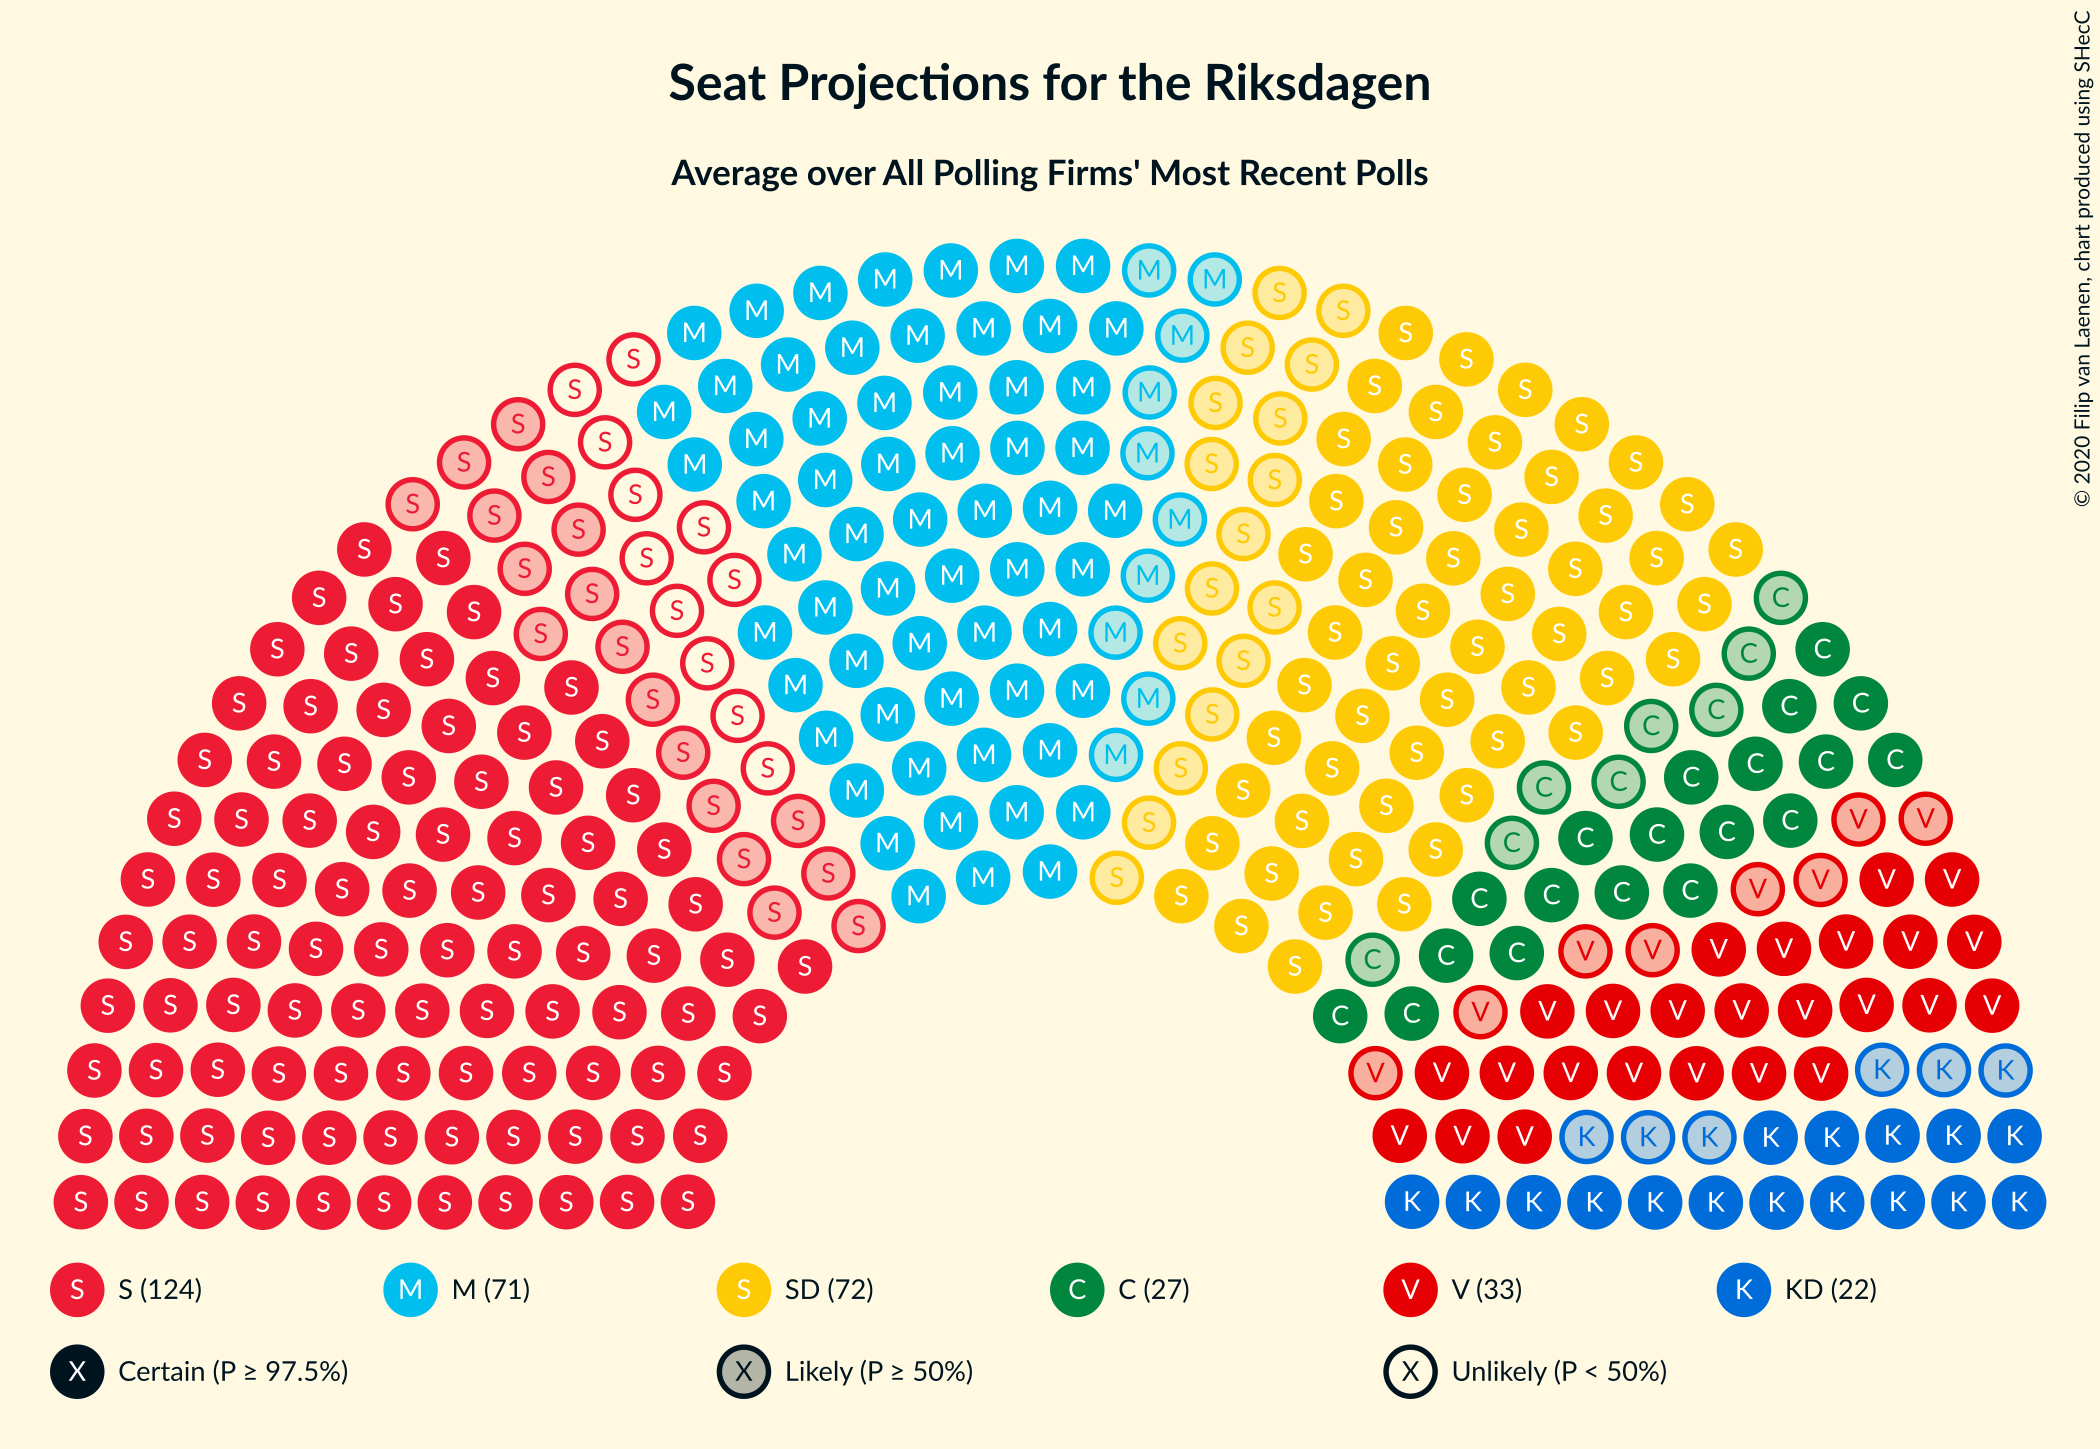 Seat Projections for the Riksdagen
Average over All Polling Firms' Most Recent Polls
© 2020 Filip van Laenen, chart produced using SHecC
S S (124) M M (71) S SD (72) C C (27) V V (33) K KD (22)
X Certain (P ≥ 97.5%) X Likely (P ≥ 50%) X Unlikely (P < 50%)